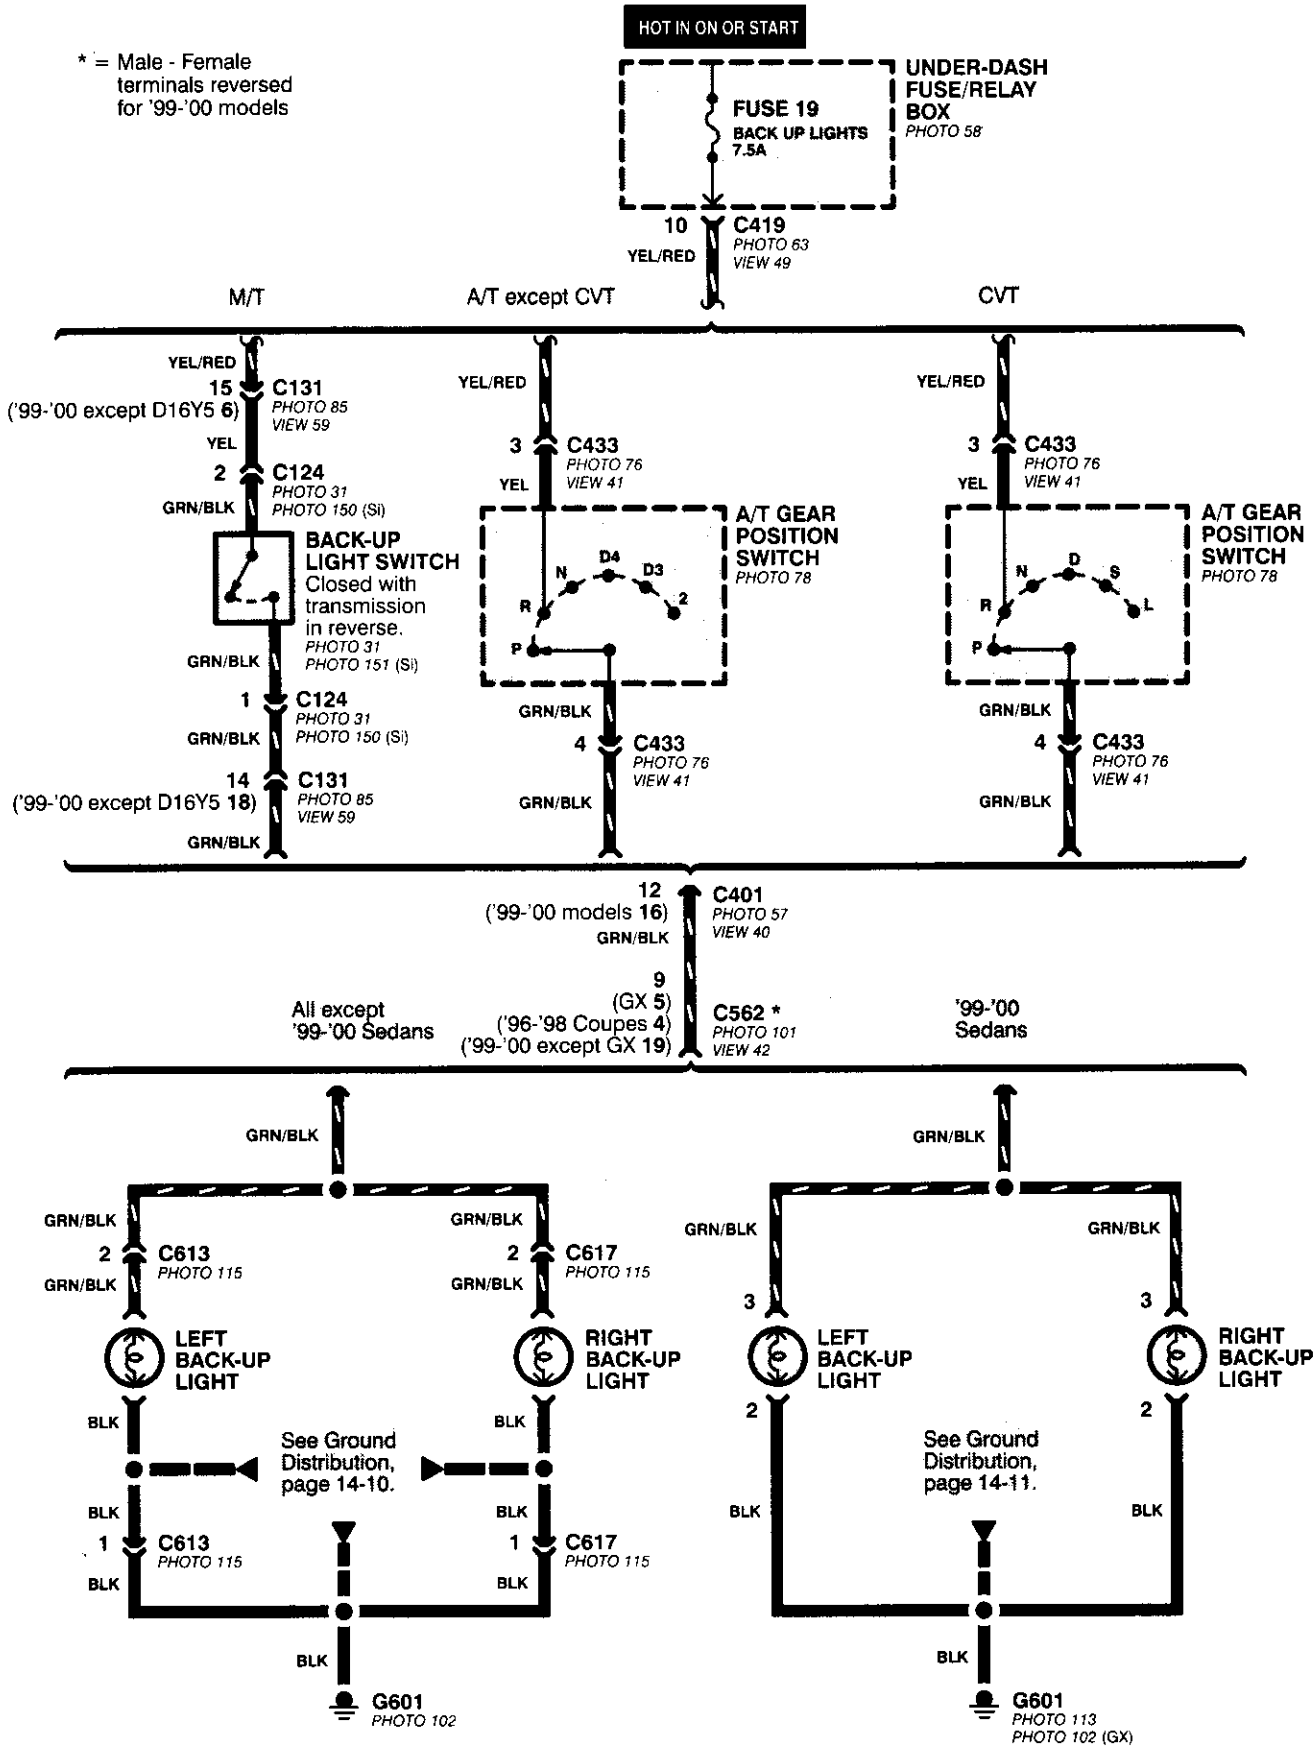 HOT IN ON OR START
* = Male - Female
terminals reversed
for '99-'00 models
UNDER-DASH
FUSE/RELAY
BOX
PHOTO 58
FUSE 19
BACK UP LIGHTS
7.5A
10
C419
PHOTO 63
VIEW 49
YEL/RED
M/T
A/T except CVT
CVT
YEL/RED
15
C131
('99-'00 except D16Y5 6)
PHOTO 85
VIEW 59
YEL
2
C124
PHOTO 31
PHOTO 150 (Si)
GRN/BLK
BACK-UP
LIGHT SWITCH
Closed with
transmission
in reverse.
PHOTO 31
PHOTO 151 (Si)
GRN/BLK
1
C124
PHOTO 31
PHOTO 150 (Si)
GRN/BLK
14
C131
('99-'00 except D16Y5 18)
PHOTO 85
VIEW 59
GRN/BLK
YEL/RED
3
C433
PHOTO 76
VIEW 41
YEL
A/T GEAR
POSITION
SWITCH
PHOTO 78
P
R
N
D4
D3
2
GRN/BLK
4
C433
PHOTO 76
VIEW 41
GRN/BLK
YEL/RED
3
C433
PHOTO 76
VIEW 41
YEL
A/T GEAR
POSITION
SWITCH
PHOTO 78
P
R
N
D
S
L
GRN/BLK
4
C433
PHOTO 76
VIEW 41
GRN/BLK
12
C401
('99-'00 models 16)
PHOTO 57
VIEW 40
GRN/BLK
9
(GX 5)
('96-'98 Coupes 4)
('99-'00 except GX 19)
C562 *
PHOTO 101
VIEW 42
All except
'99-'00 Sedans
'99-'00
Sedans
GRN/BLK
GRN/BLK
2
C613
PHOTO 115
GRN/BLK
LEFT
BACK-UP
LIGHT
BLK
BLK
1
C613
PHOTO 115
BLK
GRN/BLK
2
C617
PHOTO 115
GRN/BLK
RIGHT
BACK-UP
LIGHT
BLK
BLK
1
C617
PHOTO 115
BLK
See Ground
Distribution,
page 14-10.
BLK
G601
PHOTO 102
GRN/BLK
GRN/BLK
3
LEFT
BACK-UP
LIGHT
2
BLK
GRN/BLK
3
RIGHT
BACK-UP
LIGHT
2
BLK
See Ground
Distribution,
page 14-11.
BLK
G601
PHOTO 113
PHOTO 102 (GX)